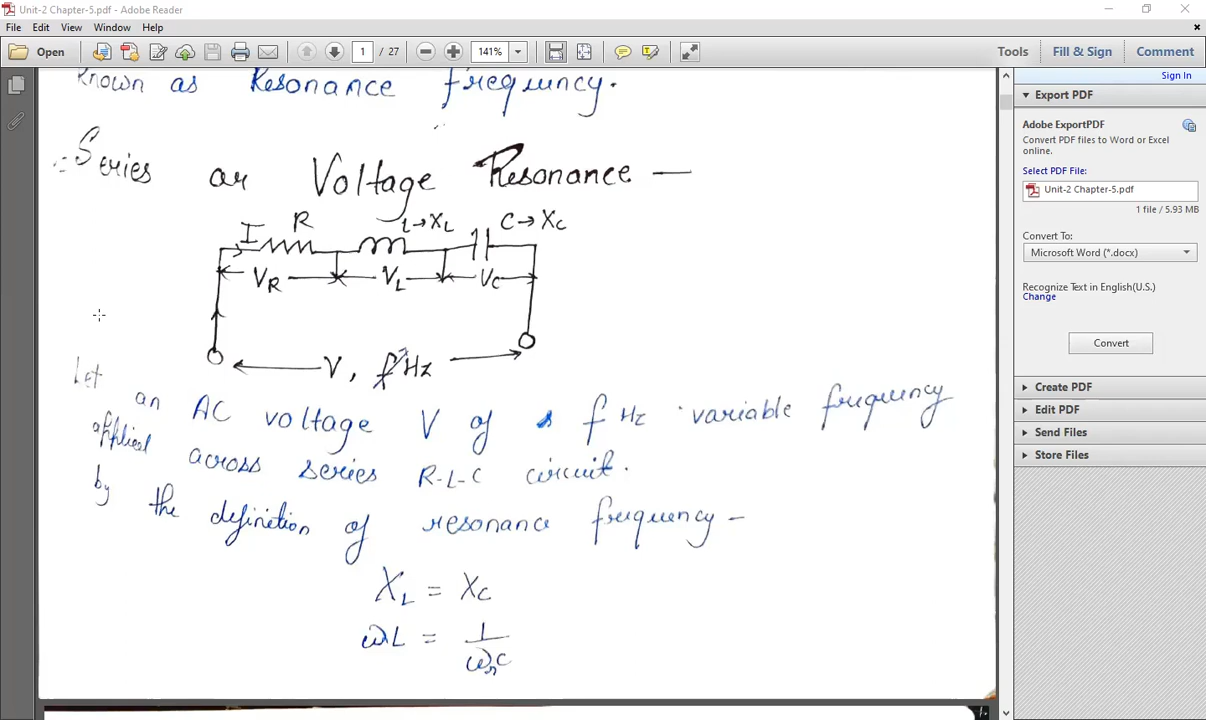 Unit-2 Chapter-5.pdf - Adobe Reader
File Edit View Window Help
Open 1 / 27 141% Tools Fill & Sign Comment
Known as Resonance frequency.
Series or Voltage Resonance —
I R L→XL C→XC
VR VL VC
V, f Hz
Let an AC voltage V of f Hz variable frequency
applied across series R-L-C circuit.
by the definition of resonance frequency –
XL = XC
ωL = 1
ωrC
Sign In
Export PDF
Adobe ExportPDF
Convert PDF files to Word or Excel
online.
Select PDF File:
Unit-2 Chapter-5.pdf
1 file / 5.93 MB
Convert To:
Microsoft Word (*.docx)
Recognize Text in English(U.S.)
Change
Convert
Create PDF
Edit PDF
Send Files
Store Files